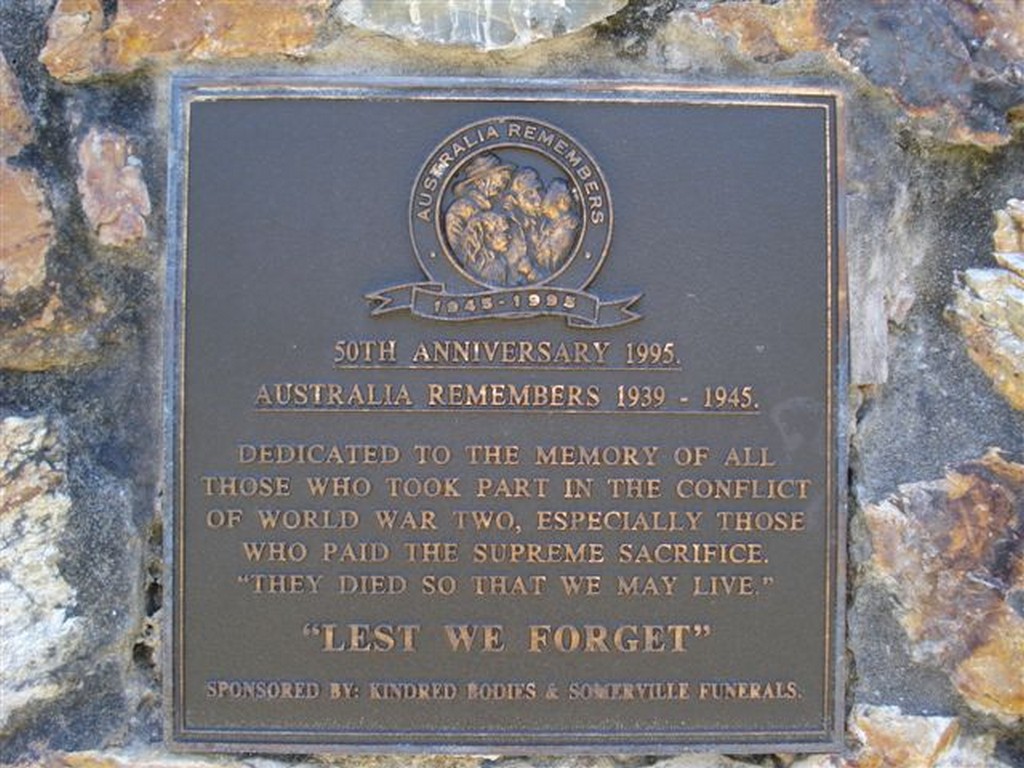 AUSTRALIA REMEMBERS
1945-1995
50TH ANNIVERSARY 1995.
AUSTRALIA REMEMBERS 1939 - 1945.
DEDICATED TO THE MEMORY OF ALL
THOSE WHO TOOK PART IN THE CONFLICT
OF WORLD WAR TWO, ESPECIALLY THOSE
WHO PAID THE SUPREME SACRIFICE.
“THEY DIED SO THAT WE MAY LIVE.”
“LEST WE FORGET”
SPONSORED BY: KINDRED BODIES & SOMERVILLE FUNERALS.